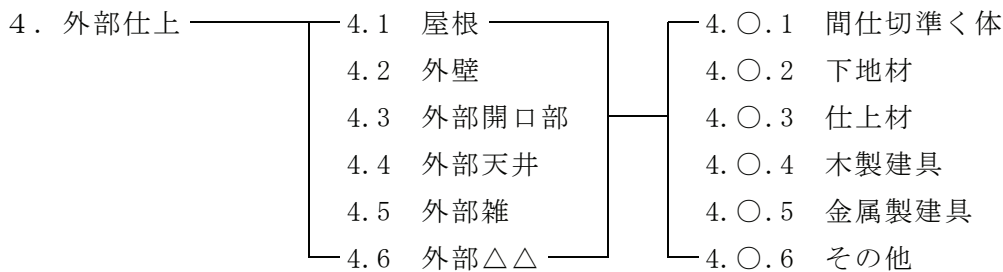 4. 外部仕上 4.1 屋根 4.○.1 間仕切準く体
4.2 外壁 4.○.2 下地材
4.3 外部開口部 4.○.3 仕上材
4.4 外部天井 4.○.4 木製建具
4.5 外部雑 4.○.5 金属製建具
4.6 外部△△ 4.○.6 その他